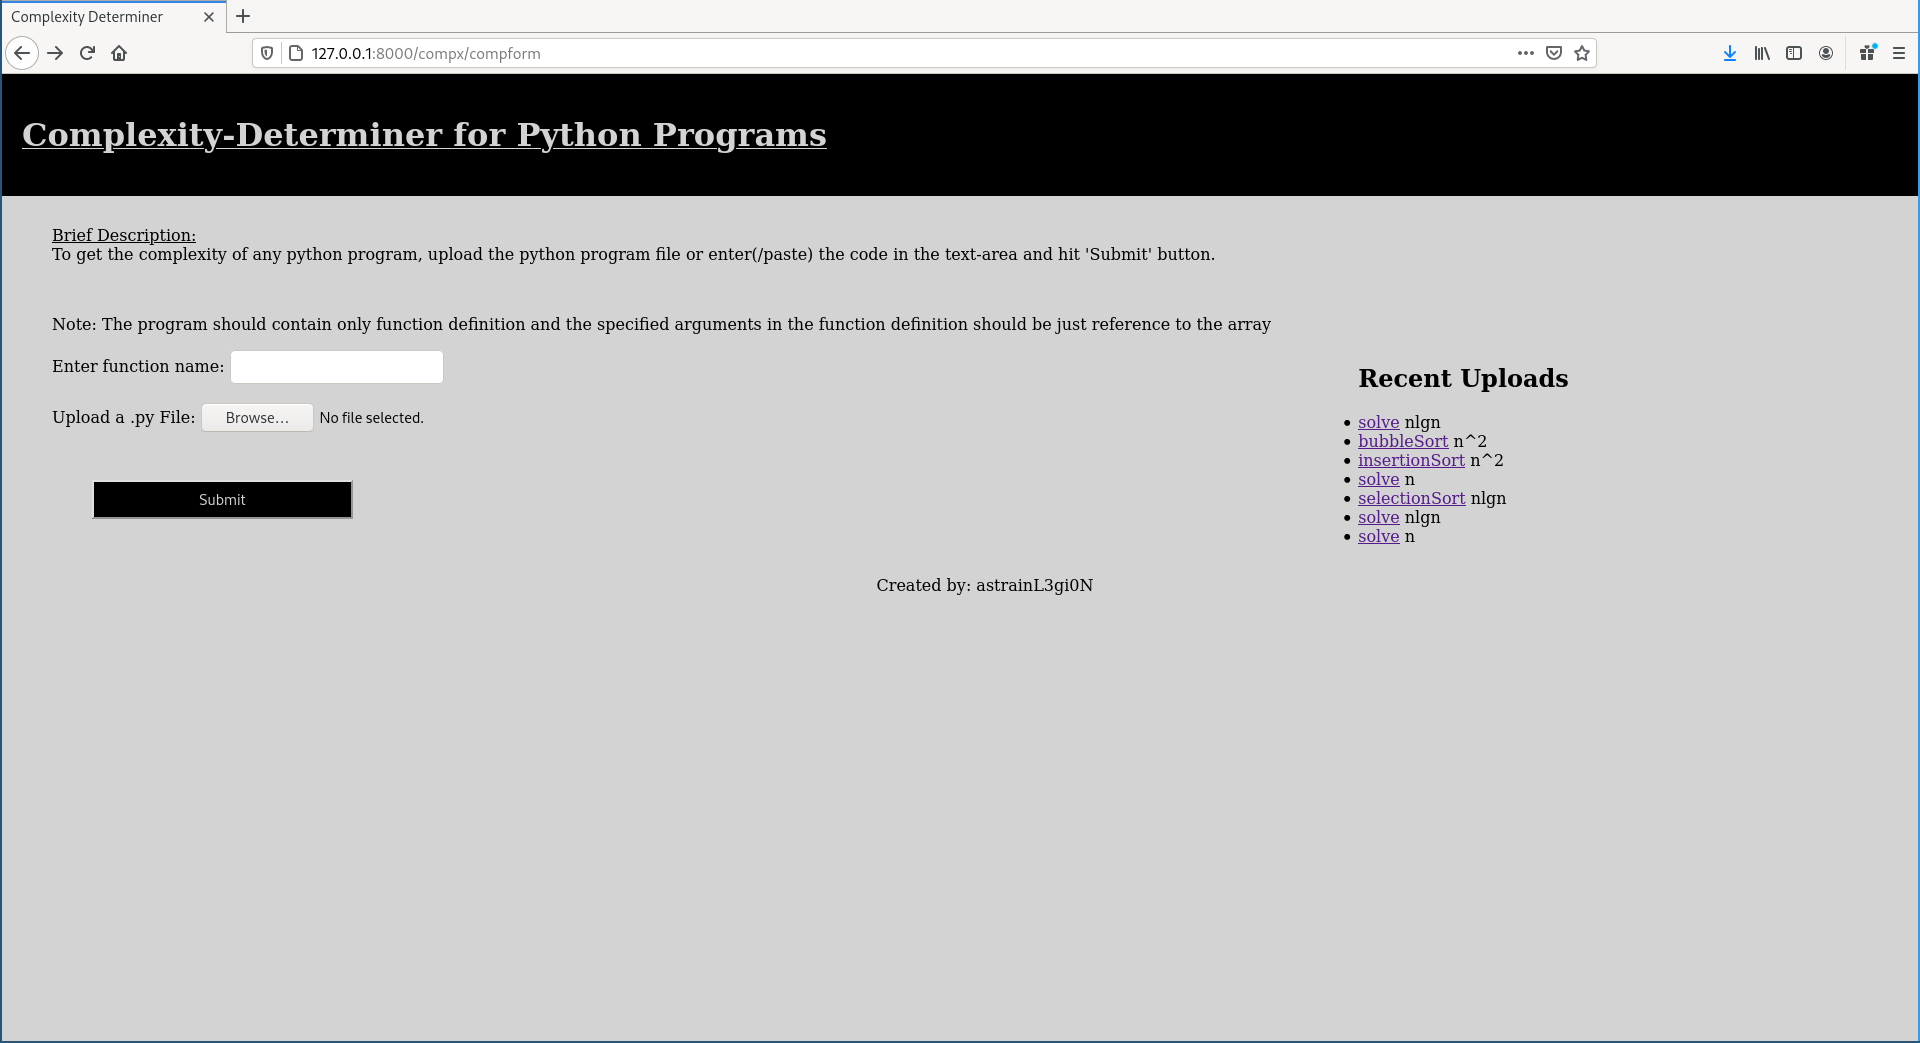 Complexity Determiner
127.0.0.1:8000/compx/compform
Complexity-Determiner for Python Programs
Brief Description:
To get the complexity of any python program, upload the python program file or enter(/paste) the code in the text-area and hit 'Submit' button.
Note: The program should contain only function definition and the specified arguments in the function definition should be just reference to the array
Enter function name:
Upload a .py File: Browse... No file selected.
Submit
Recent Uploads
solve nlgn
bubbleSort n^2
insertionSort n^2
solve n
selectionSort nlgn
solve nlgn
solve n
Created by: astrainL3gi0N